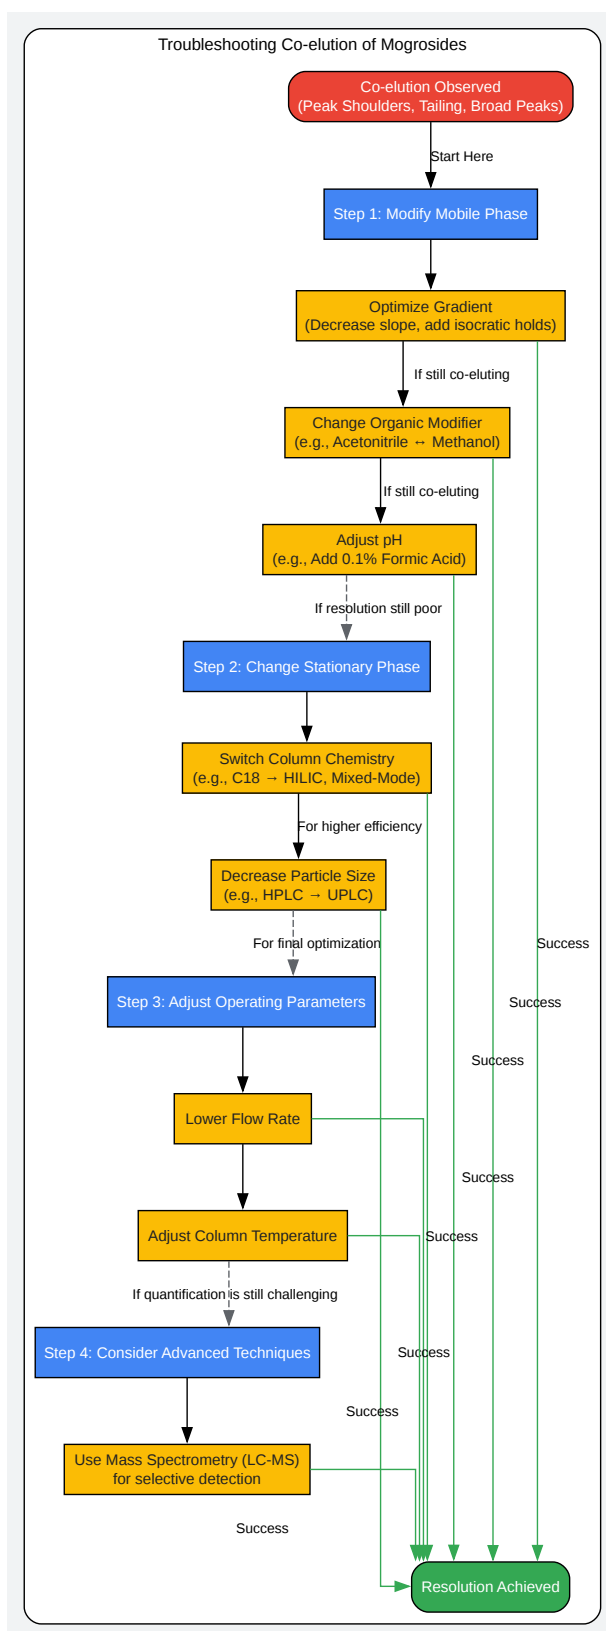 Troubleshooting Co-elution of Mogrosides
Co-elution Observed
(Peak Shoulders, Tailing, Broad Peaks)
Start Here
Step 1: Modify Mobile Phase
Optimize Gradient
(Decrease slope, add isocratic holds)
If still co-eluting
Change Organic Modifier
(e.g., Acetonitrile ↔ Methanol)
If still co-eluting
Adjust pH
(e.g., Add 0.1% Formic Acid)
If resolution still poor
Step 2: Change Stationary Phase
Switch Column Chemistry
(e.g., C18 → HILIC, Mixed-Mode)
For higher efficiency
Decrease Particle Size
(e.g., HPLC → UPLC)
For final optimization
Success
Step 3: Adjust Operating Parameters
Success
Success
Lower Flow Rate
Success
Adjust Column Temperature
Success
If quantification is still challenging
Step 4: Consider Advanced Techniques
Success
Success
Use Mass Spectrometry (LC-MS)
for selective detection
Success
Resolution Achieved